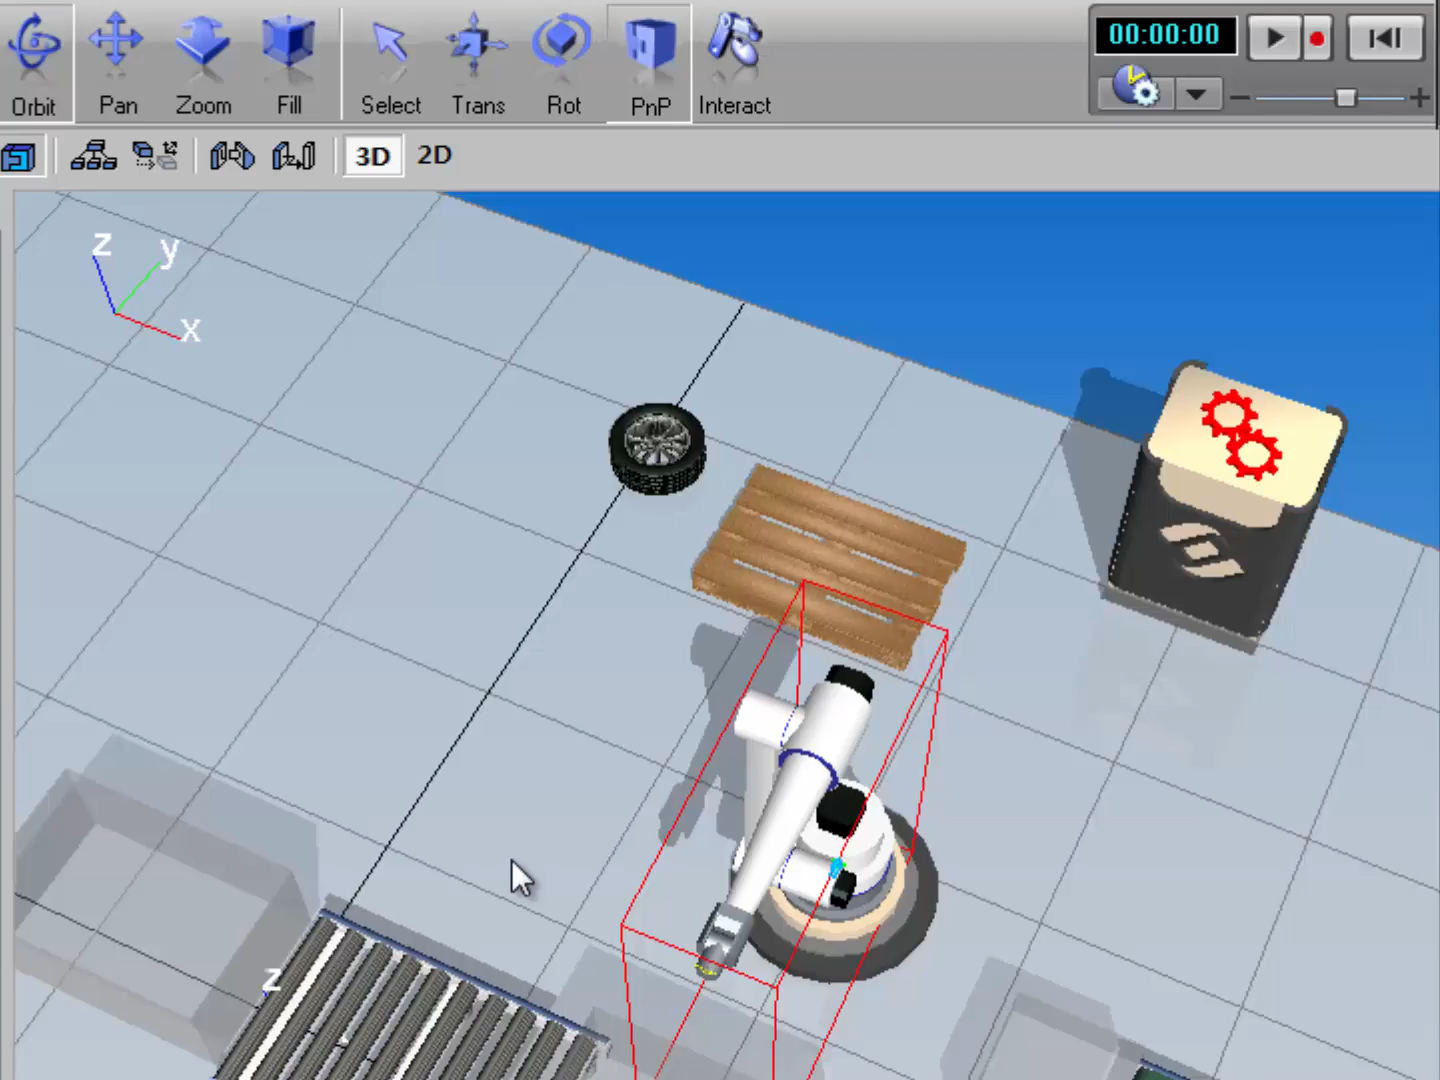 00:00:00
Orbit Pan Zoom Fill Select Trans Rot PnP Interact
3D 2D
z y
x
z